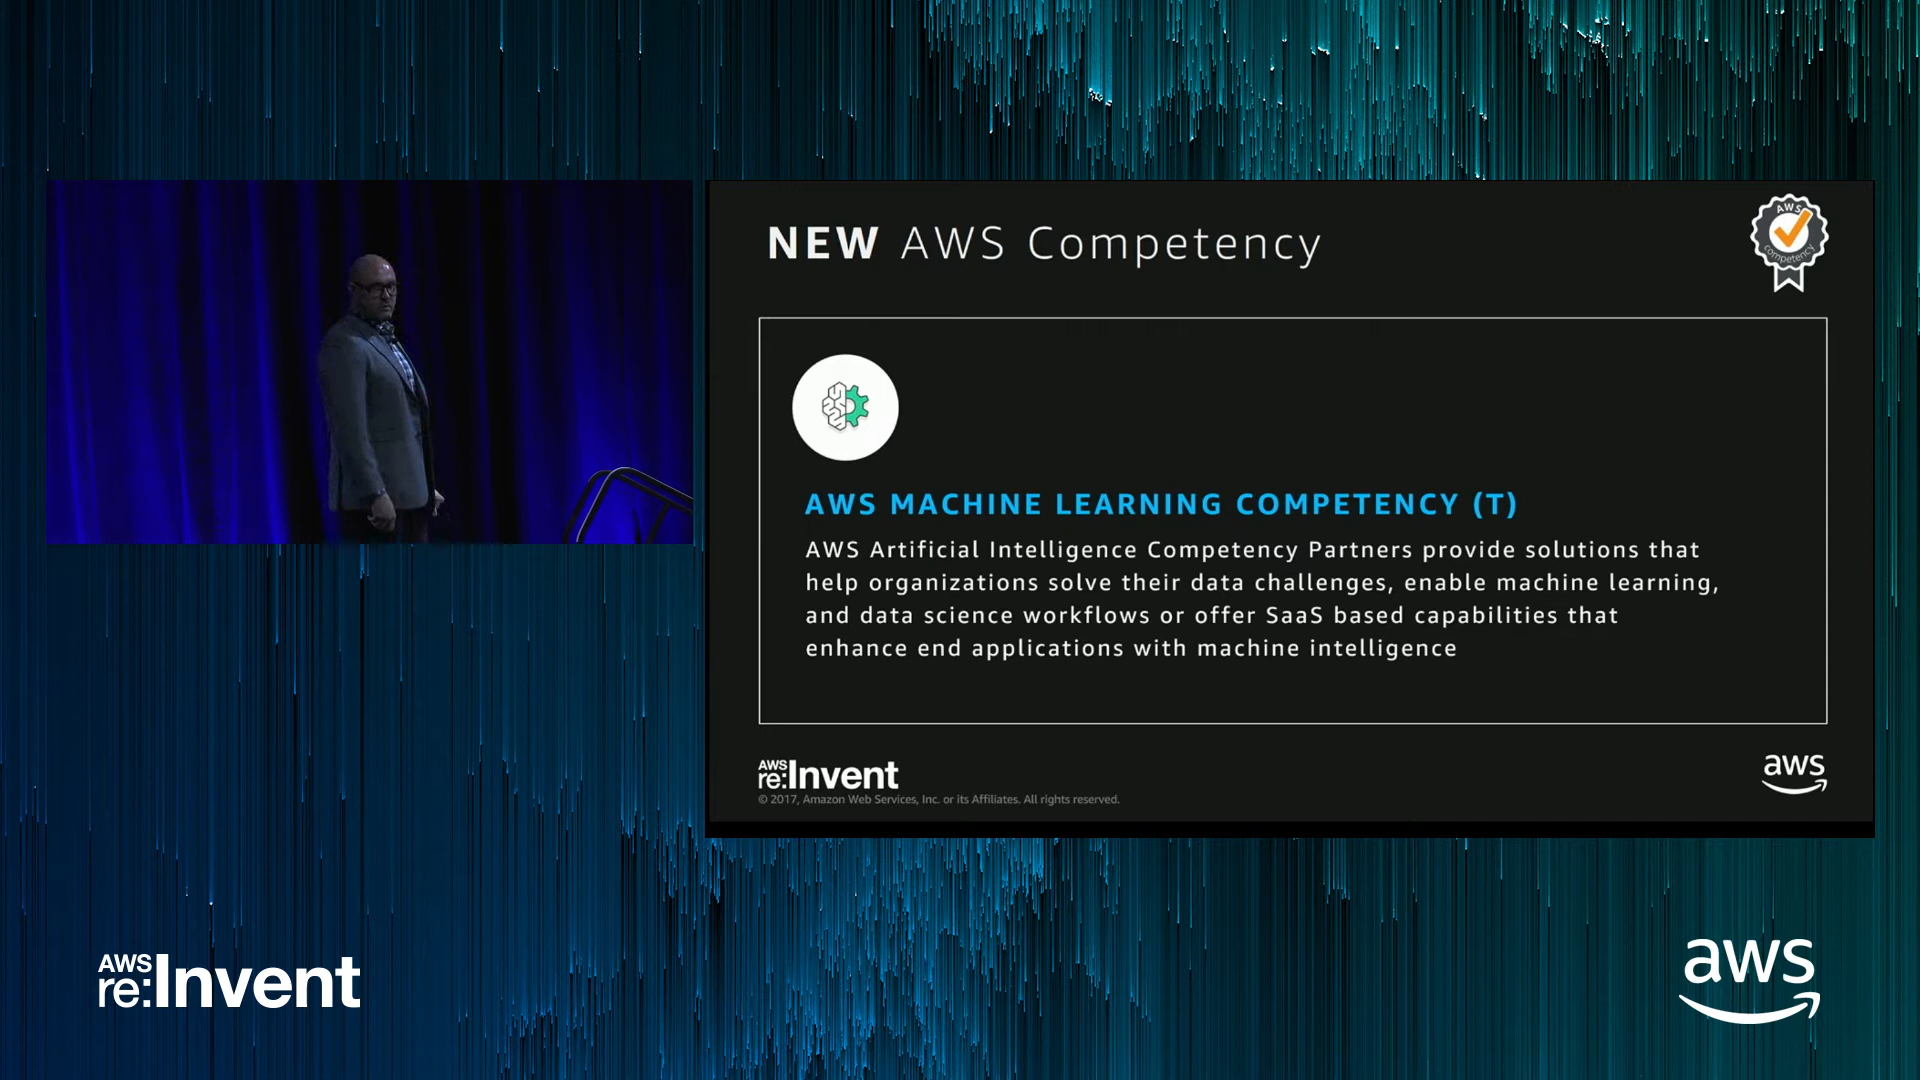 NEW AWS Competency
AWS
competency
AWS MACHINE LEARNING COMPETENCY (T)
AWS Artificial Intelligence Competency Partners provide solutions that
help organizations solve their data challenges, enable machine learning,
and data science workflows or offer SaaS based capabilities that
enhance end applications with machine intelligence
AWS
re:Invent
© 2017, Amazon Web Services, Inc. or its Affiliates. All rights reserved.
aws
AWS
re:Invent
aws